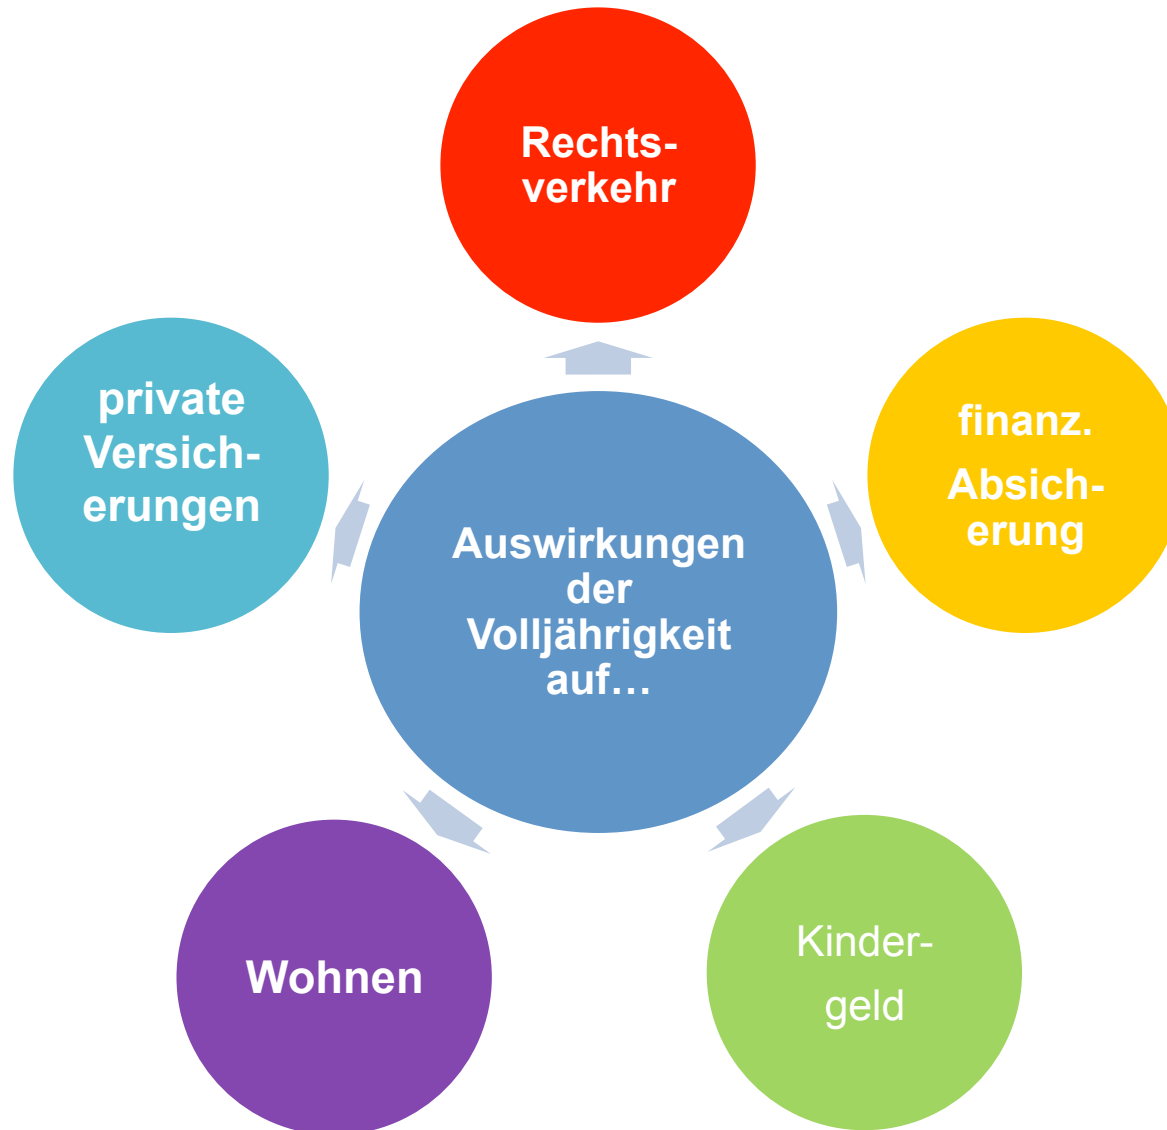 Rechts-
verkehr
private
Versich-
erungen
finanz.
Absich-
erung
Auswirkungen
der
Volljährigkeit
auf…
Wohnen
Kinder-
geld